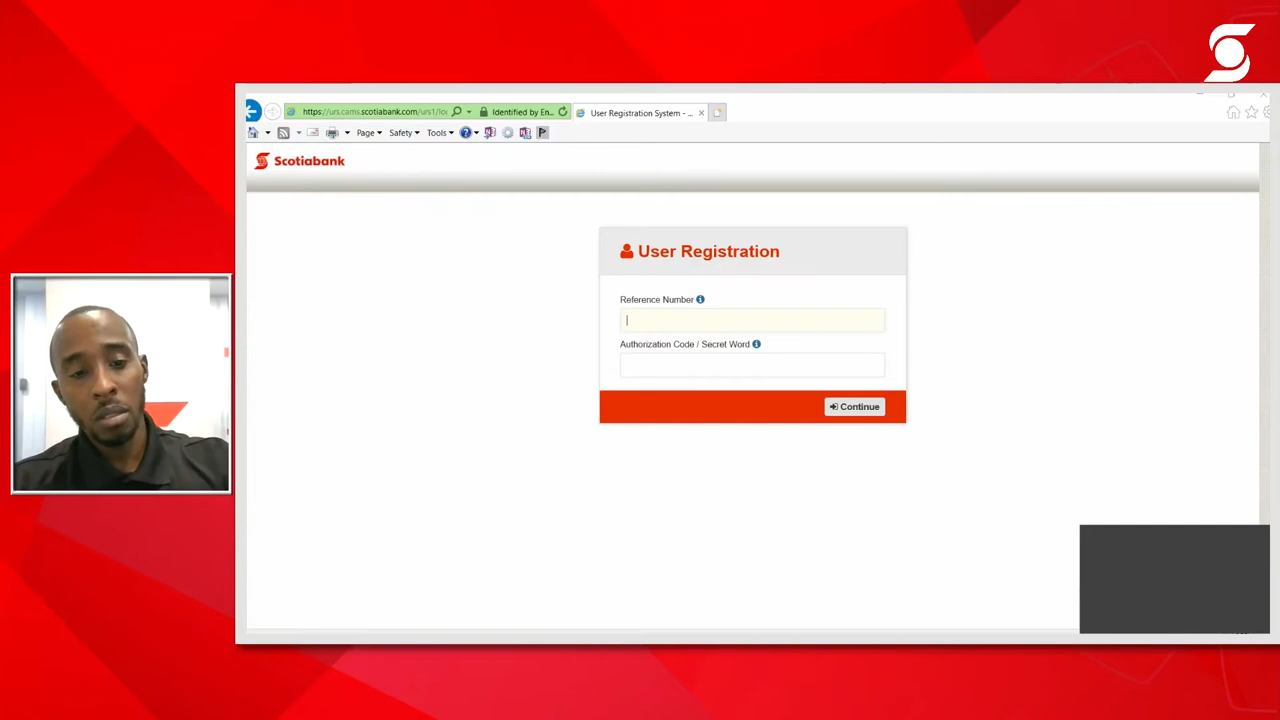 https://urs.cams.scotiabank.com/urs1/lo
Identified by En...
User Registration System - ...
Page
Safety
Tools
Scotiabank
User Registration
Reference Number
Authorization Code / Secret Word
Continue